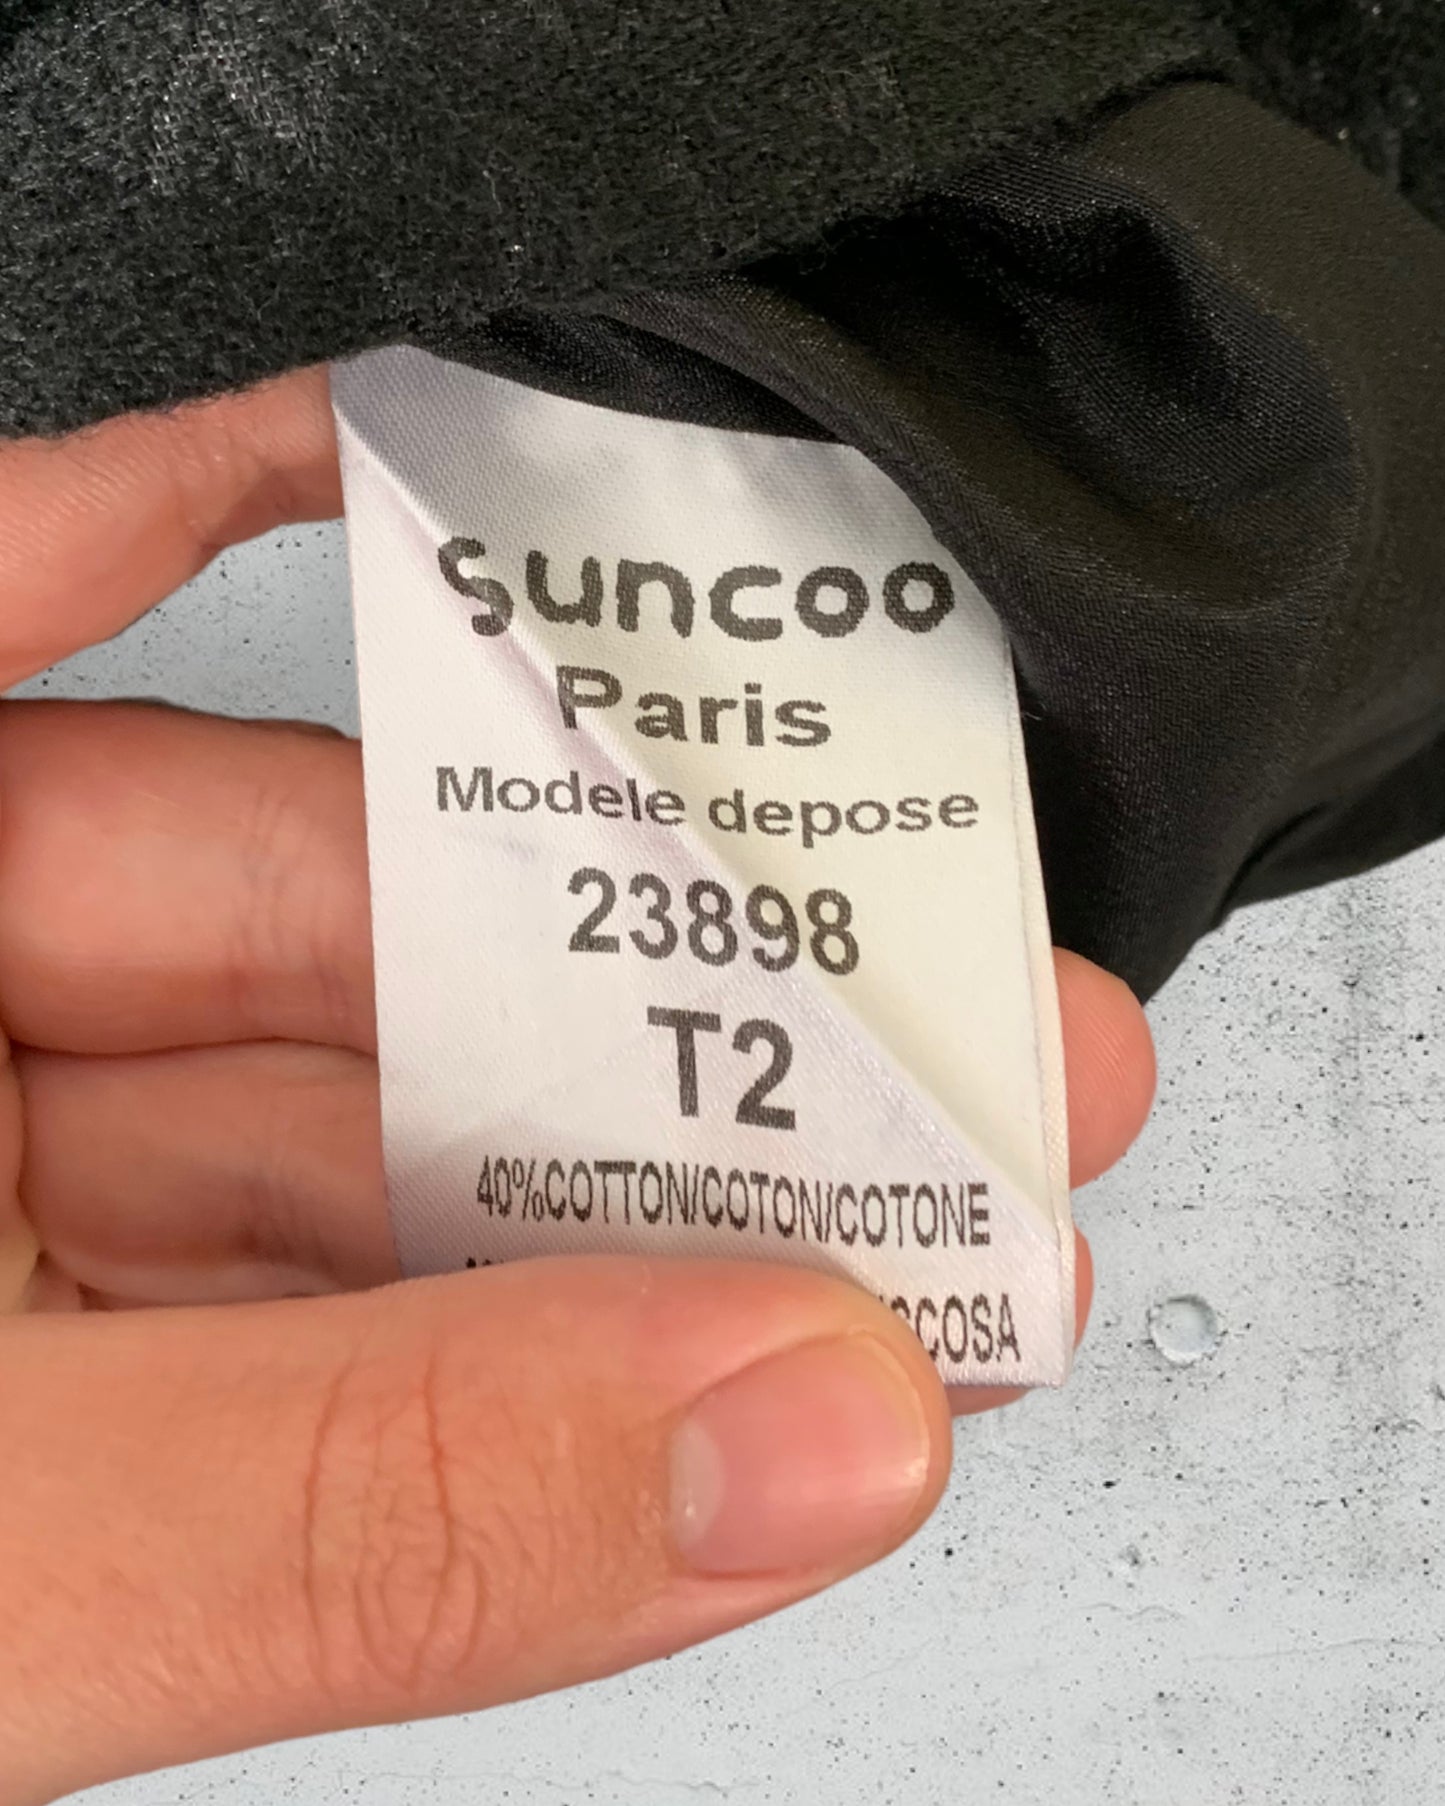 suncoo
Paris
Modele depose
23898
T2
40%COTTON/COTON/COTONE